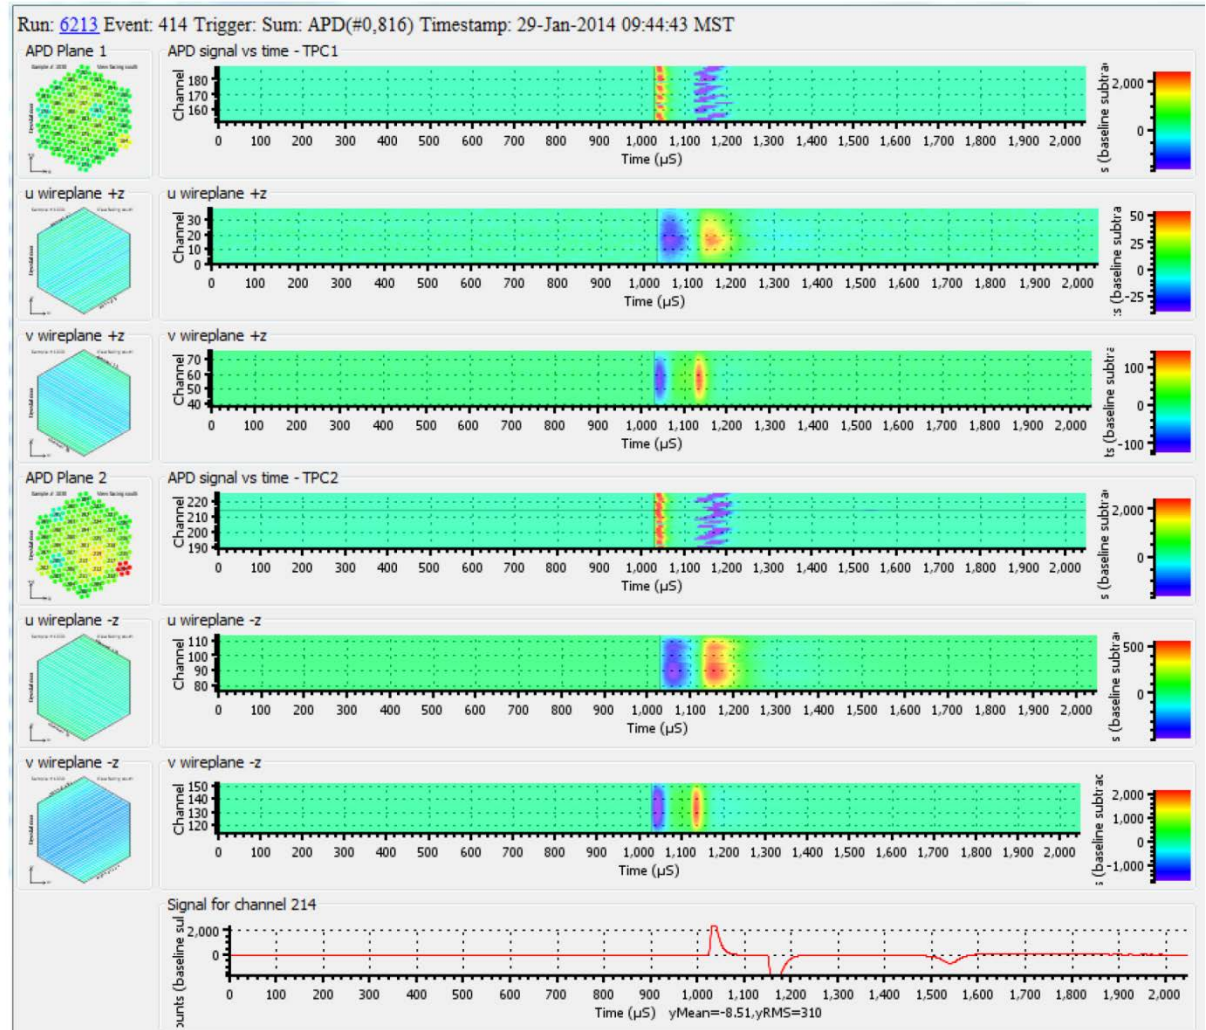 Run: 6213 Event: 414 Trigger: Sum: APD(#0,816) Timestamp: 29-Jan-2014 09:44:43 MST
APD Plane 1
APD signal vs time - TPC1
Channel
180
170
160
0 100 200 300 400 500 600 700 800 900 1,000 1,100 1,200 1,300 1,400 1,500 1,600 1,700 1,800 1,900 2,000
Time (µS)
2,000
0
s (baseline subtrac
u wireplane +z
u wireplane +z
Channel
30
20
10
0
0 100 200 300 400 500 600 700 800 900 1,000 1,100 1,200 1,300 1,400 1,500 1,600 1,700 1,800 1,900 2,000
Time (µS)
50
25
0
-25
(baseline subtra
v wireplane +z
v wireplane +z
Channel
70
60
50
40
0 100 200 300 400 500 600 700 800 900 1,000 1,100 1,200 1,300 1,400 1,500 1,600 1,700 1,800 1,900 2,000
Time (µS)
100
0
-100
ts (baseline subtra
APD Plane 2
APD signal vs time - TPC2
Channel
220
210
200
190
0 100 200 300 400 500 600 700 800 900 1,000 1,100 1,200 1,300 1,400 1,500 1,600 1,700 1,800 1,900 2,000
Time (µS)
2,000
0
s (baseline subtra
u wireplane -z
u wireplane -z
Channel
110
100
90
80
0 100 200 300 400 500 600 700 800 900 1,000 1,100 1,200 1,300 1,400 1,500 1,600 1,700 1,800 1,900 2,000
Time (µS)
500
0
s (baseline subtra
v wireplane -z
v wireplane -z
Channel
150
140
130
120
0 100 200 300 400 500 600 700 800 900 1,000 1,100 1,200 1,300 1,400 1,500 1,600 1,700 1,800 1,900 2,000
Time (µS)
2,000
1,000
0
-1,000
s (baseline subtrac
Signal for channel 214
ounts (baseline sul
2,000
0
0 100 200 300 400 500 600 700 800 900 1,000 1,100 1,200 1,300 1,400 1,500 1,600 1,700 1,800 1,900 2,000
Time (µS) yMean=-8.51,yRMS=310